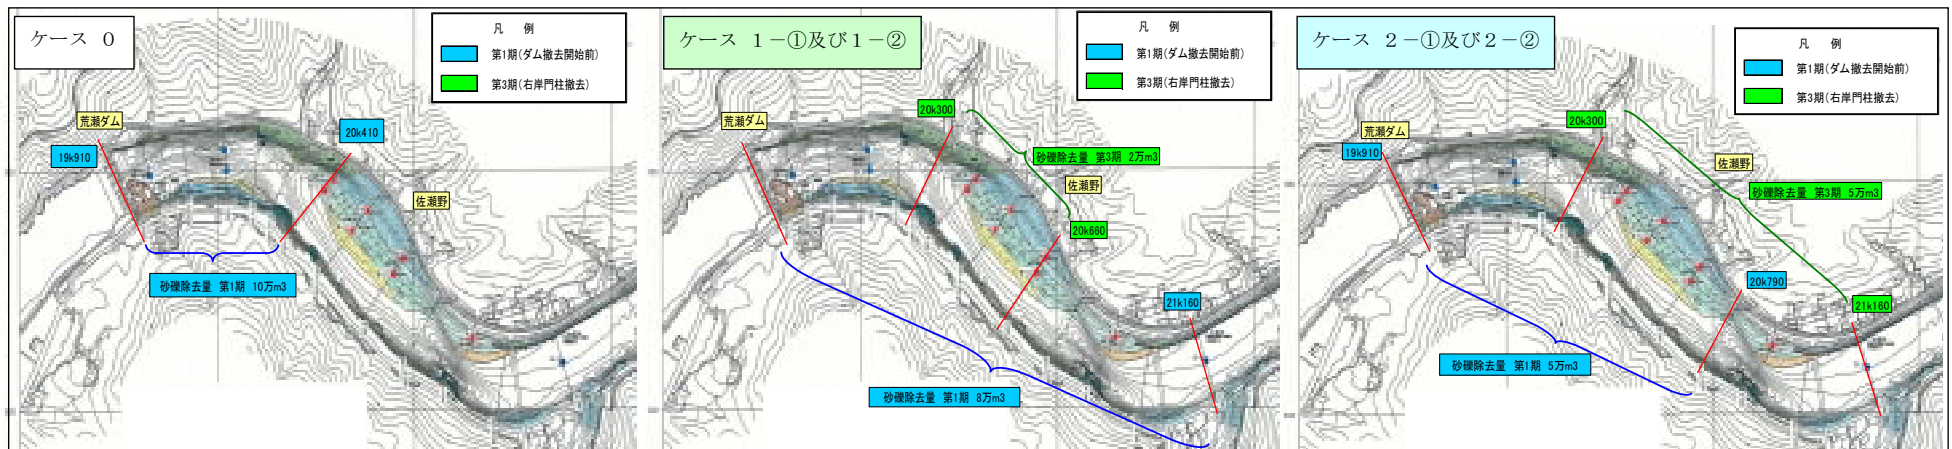 ケース 0
凡 例
第1期(ダム撤去開始前)
第3期(右岸門柱撤去)
荒瀬ダム
19k910
20k410
佐瀬野
砂礫除去量 第1期 10万m3
ケース 1-①及び1-②
凡 例
第1期(ダム撤去開始前)
第3期(右岸門柱撤去)
荒瀬ダム
20k300
砂礫除去量 第3期 2万m3
佐瀬野
20k660
21k160
砂礫除去量 第1期 8万m3
ケース 2-①及び2-②
凡 例
第1期(ダム撤去開始前)
第3期(右岸門柱撤去)
荒瀬ダム
19k910
20k300
佐瀬野
砂礫除去量 第3期 5万m3
20k790
21k160
砂礫除去量 第1期 5万m3